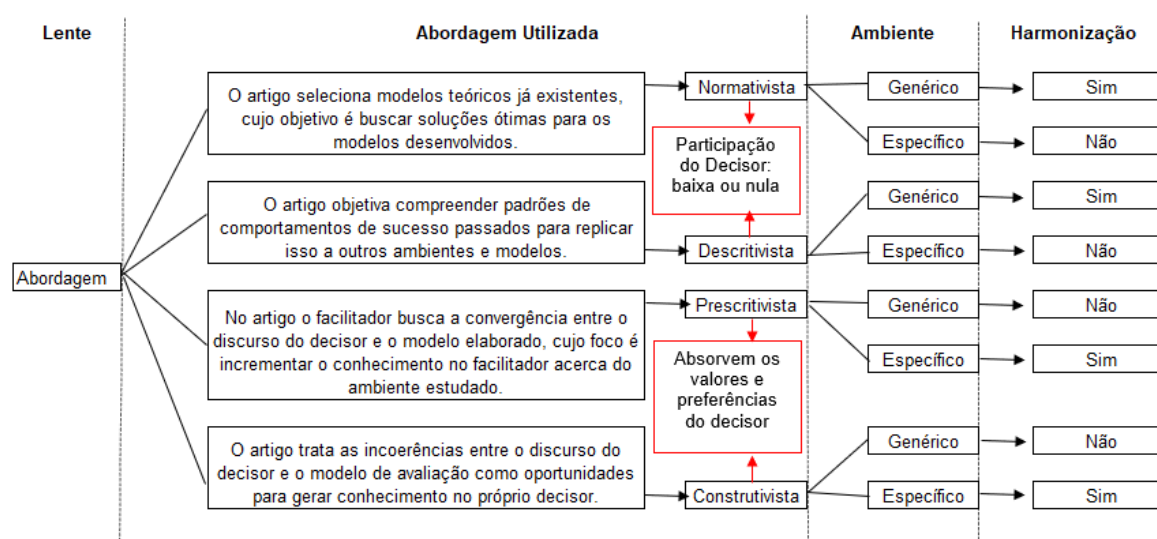 Lente
Abordagem Utilizada
Ambiente
Harmonização
Abordagem
O artigo seleciona modelos teóricos já existentes,
cujo objetivo é buscar soluções ótimas para os
modelos desenvolvidos.
Normativista
Genérico
Sim
Específico
Não
Participação
do Decisor:
baixa ou nula
O artigo objetiva compreender padrões de
comportamentos de sucesso passados para replicar
isso a outros ambientes e modelos.
Descritivista
Genérico
Sim
Específico
Não
No artigo o facilitador busca a convergência entre o
discurso do decisor e o modelo elaborado, cujo foco é
incrementar o conhecimento no facilitador acerca do
ambiente estudado.
Prescritivista
Genérico
Não
Específico
Sim
Absorvem os
valores e
preferências
do decisor
O artigo trata as incoerências entre o discurso do
decisor e o modelo de avaliação como oportunidades
para gerar conhecimento no próprio decisor.
Construtivista
Genérico
Não
Específico
Sim